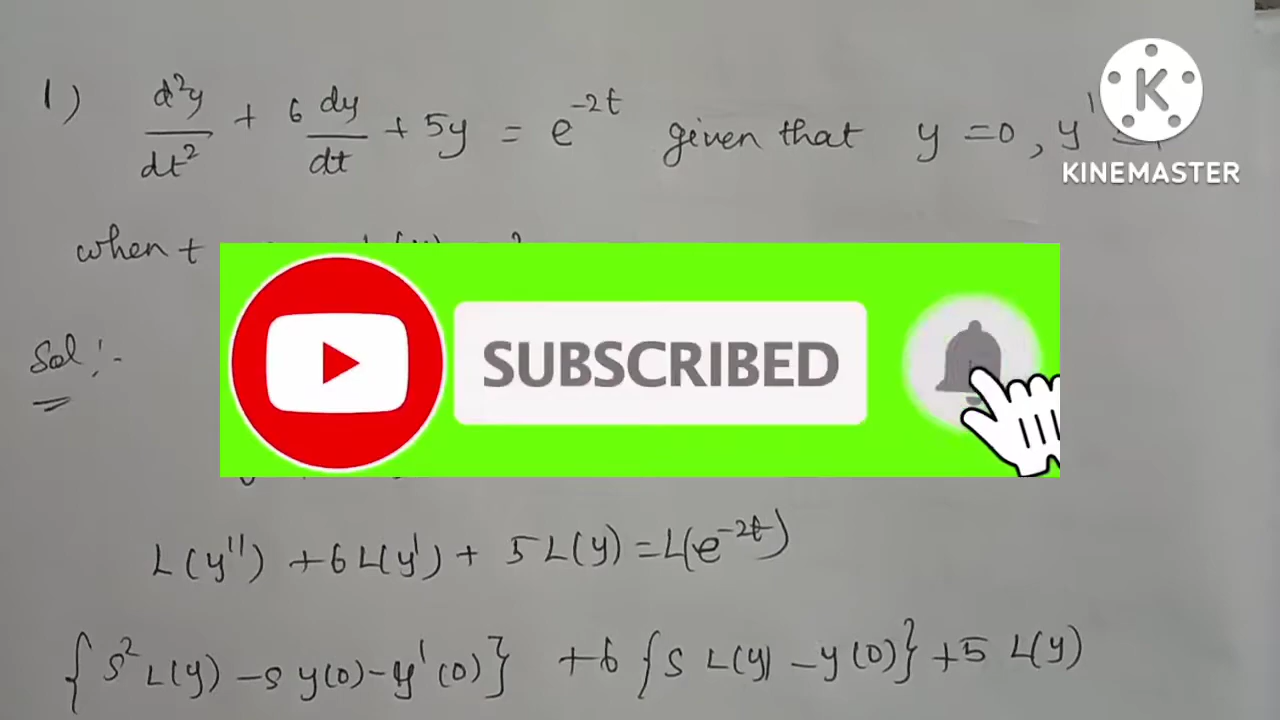 1) d²y/dt² + 6 dy/dt + 5y = e^-2t given that y = 0, y'
KINEMASTER
when t
SUBSCRIBED
Sol :-
L(y'') + 6L(y') + 5L(y) = L(e^-2t)
{s² L(y) - s y(0) - y'(0)} + 6 {s L(y) - y(0)} + 5 L(y)